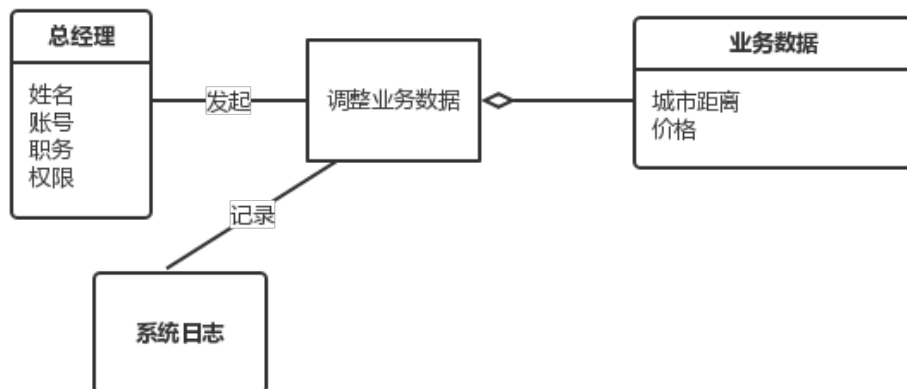 总经理
姓名
账号
职务
权限
发起
调整业务数据
业务数据
城市距离
价格
记录
系统日志